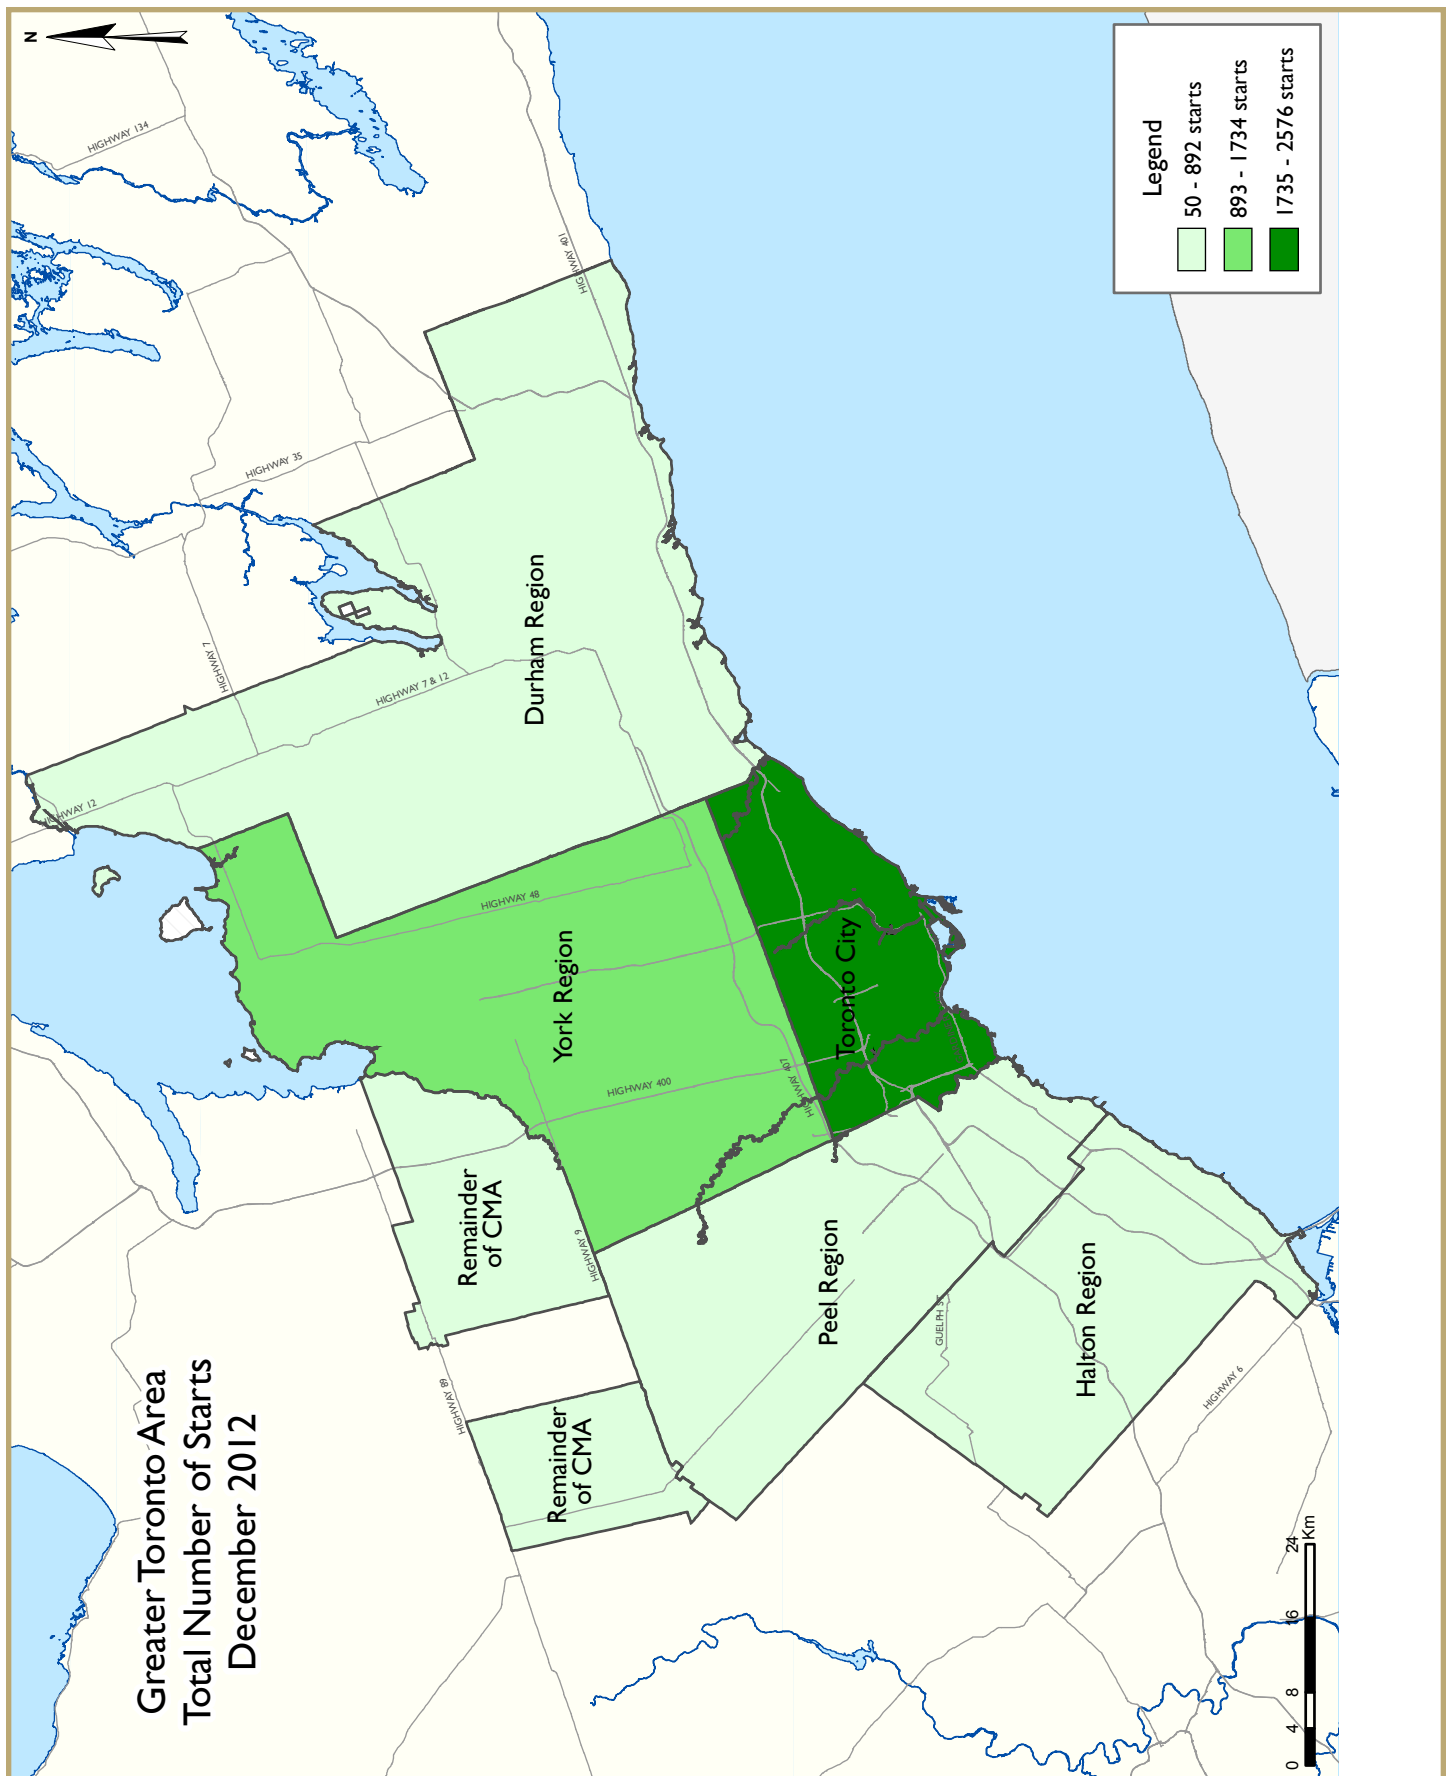 Greater Toronto Area
Total Number of Starts
December 2012
N
HIGHWAY 134
HIGHWAY 401
HIGHWAY 35
HIGHWAY 7
HIGHWAY 7 & 12
HIGHWAY 12
Durham Region
HIGHWAY 48
York Region
Toronto City
HIGHWAY 407
HIGHWAY 400
Remainder
of CMA
HIGHWAY 9
Peel Region
HIGHWAY 89
Remainder
of CMA
GUELPH ST
Halton Region
HIGHWAY 6
Legend
50 - 892 starts
893 - 1734 starts
1735 - 2576 starts
0 4 8 16 24
Km